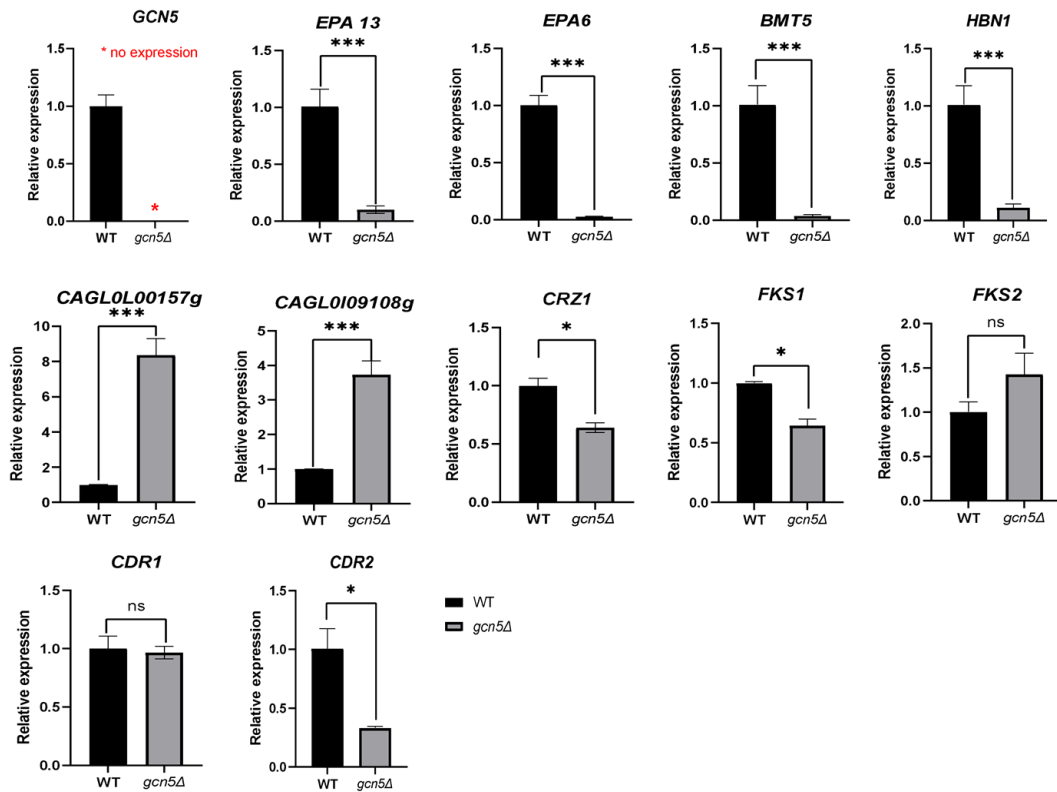 GCN5
Relative expression
1.5
1.0
0.5
0.0
* no expression
*
WT
gcn5Δ
EPA 13
Relative expression
1.5
1.0
0.5
0.0
***
WT
gcn5Δ
EPA6
Relative expression
1.5
1.0
0.5
0.0
***
WT
gcn5Δ
BMT5
Relative expression
1.5
1.0
0.5
0.0
***
WT
gcn5Δ
HBN1
Relative expression
1.5
1.0
0.5
0.0
***
WT
gcn5Δ
CAGL0L00157g
Relative expression
10
8
6
4
2
0
***
WT
gcn5Δ
CAGL0I09108g
Relative expression
5
4
3
2
1
0
***
WT
gcn5Δ
CRZ1
Relative expression
1.5
1.0
0.5
0.0
*
WT
gcn5Δ
FKS1
Relative expression
1.5
1.0
0.5
0.0
*
WT
gcn5Δ
FKS2
Relative expression
2.0
1.5
1.0
0.5
0.0
ns
WT
gcn5Δ
CDR1
Relative expression
1.5
1.0
0.5
0.0
ns
WT
gcn5Δ
CDR2
Relative expression
1.5
1.0
0.5
0.0
*
WT
gcn5Δ
WT
gcn5Δ